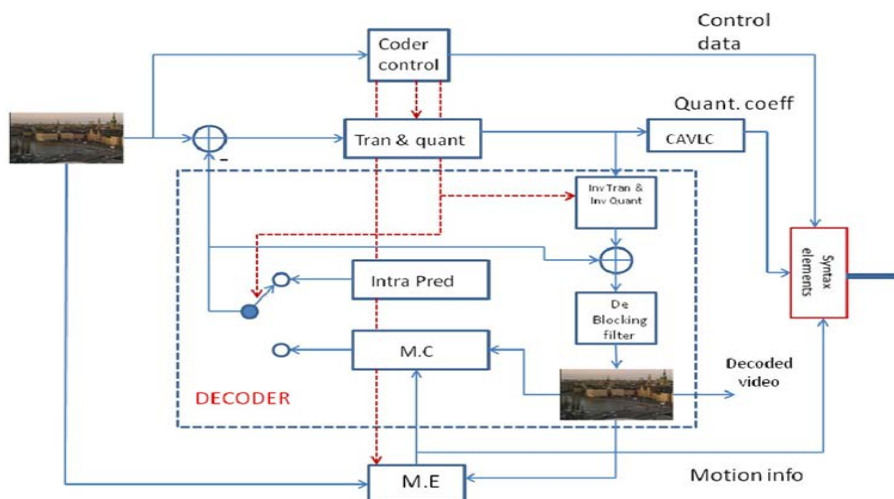 Control
data
Coder
control
Quant. coeff
Tran & quant
CAVLC
-
Inv Tran &
Inv Quant
Syntax
elements
Intra Pred
De
Blocking
filter
M.C
Decoded
video
DECODER
M.E
Motion info